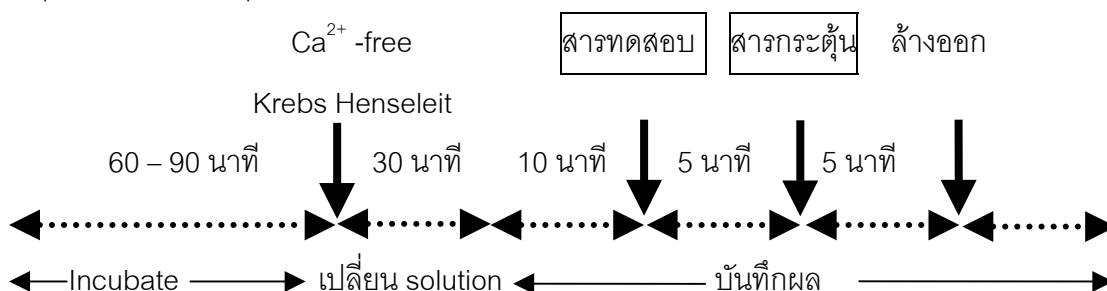 Ca2+ -free สารทดสอบ สารกระตุ้น ล้างออก
Krebs Henseleit
60 – 90 นาที 30 นาที 10 นาที 5 นาที 5 นาที
Incubate เปลี่ยน solution บันทึกผล